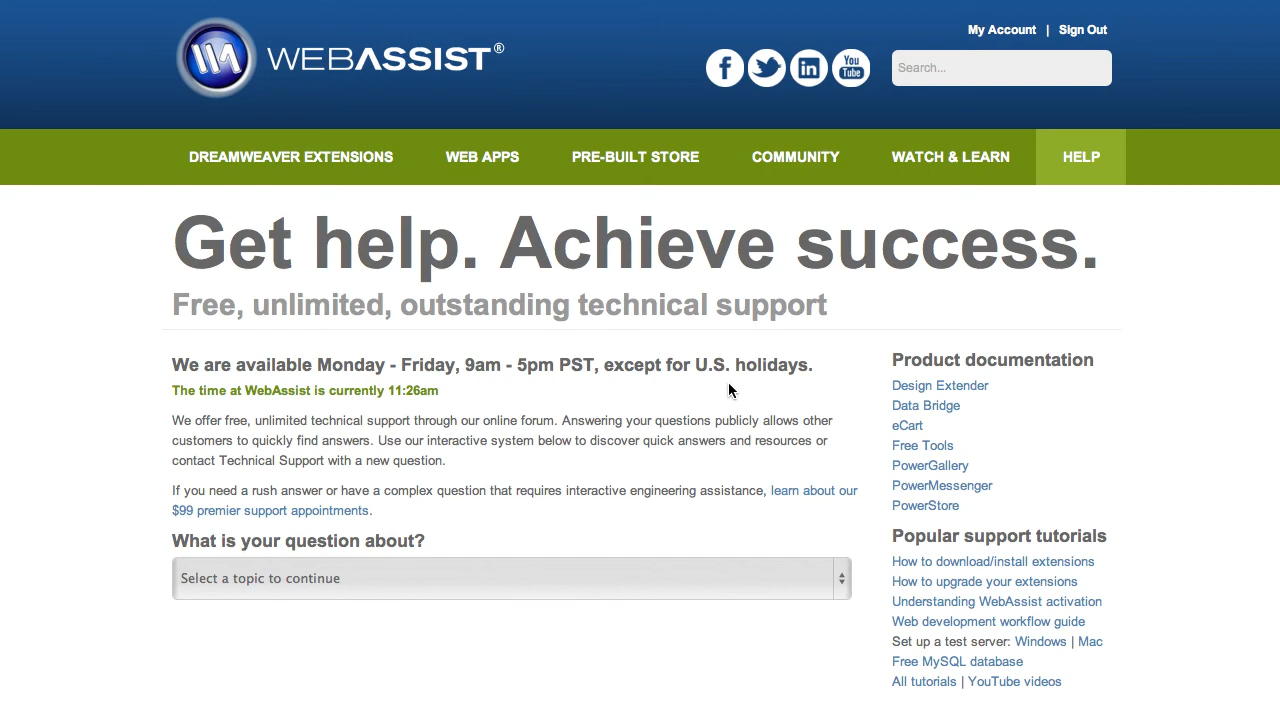 My Account | Sign Out
WEBASSIST®
You
Tube
Search...
DREAMWEAVER EXTENSIONS WEB APPS PRE-BUILT STORE COMMUNITY WATCH & LEARN HELP
Get help. Achieve success.
Free, unlimited, outstanding technical support
We are available Monday - Friday, 9am - 5pm PST, except for U.S. holidays.
The time at WebAssist is currently 11:26am
We offer free, unlimited technical support through our online forum. Answering your questions publicly allows other
customers to quickly find answers. Use our interactive system below to discover quick answers and resources or
contact Technical Support with a new question.
If you need a rush answer or have a complex question that requires interactive engineering assistance, learn about our
$99 premier support appointments.
What is your question about?
Select a topic to continue
Product documentation
Design Extender
Data Bridge
eCart
Free Tools
PowerGallery
PowerMessenger
PowerStore
Popular support tutorials
How to download/install extensions
How to upgrade your extensions
Understanding WebAssist activation
Web development workflow guide
Set up a test server: Windows | Mac
Free MySQL database
All tutorials | YouTube videos